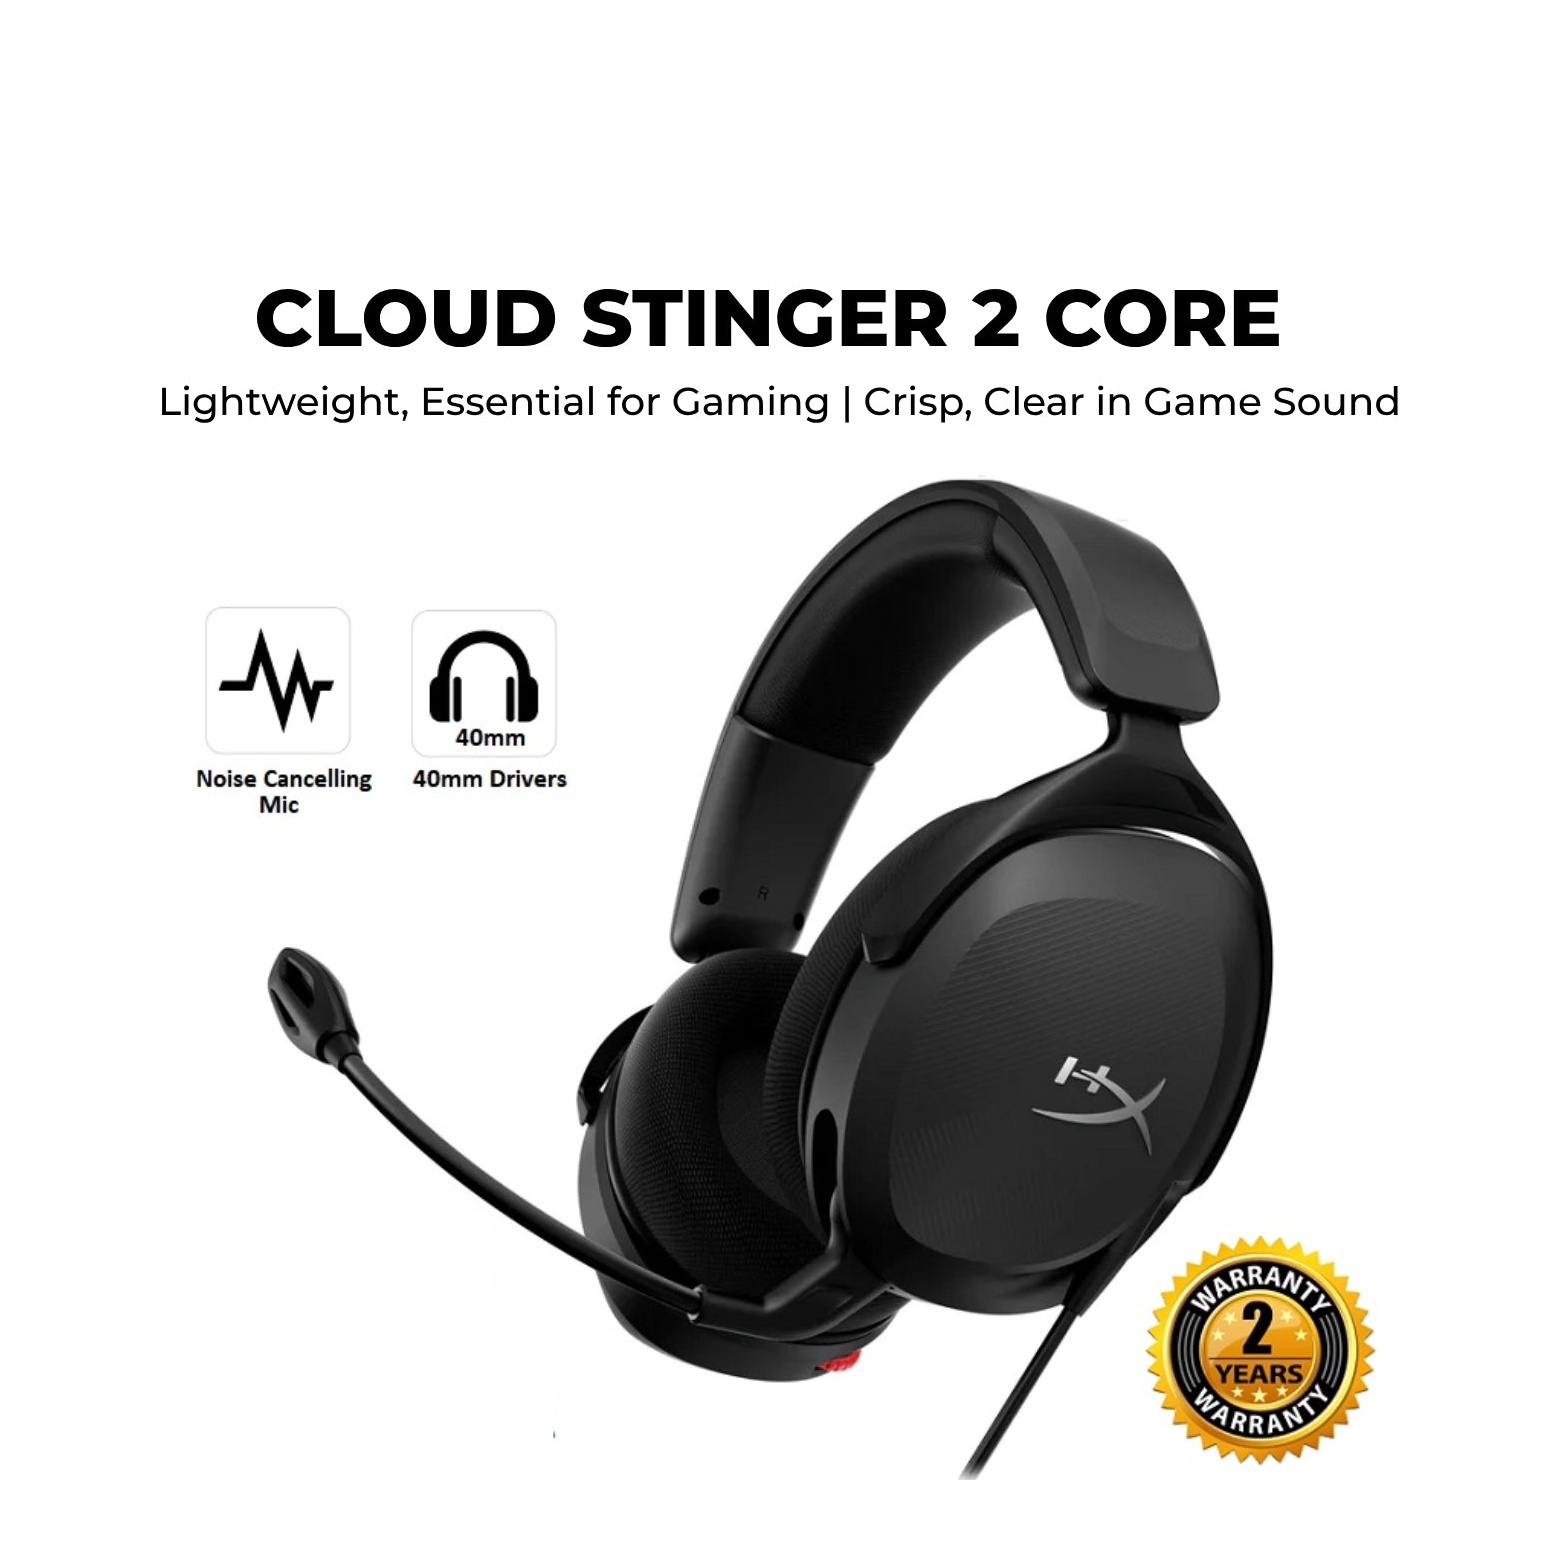 CLOUD STINGER 2 CORE
Lightweight, Essential for Gaming | Crisp, Clear in Game Sound
40mm
Noise Cancelling
Mic
40mm Drivers
R
HX
WARRANTY
2
YEARS
WARRANTY